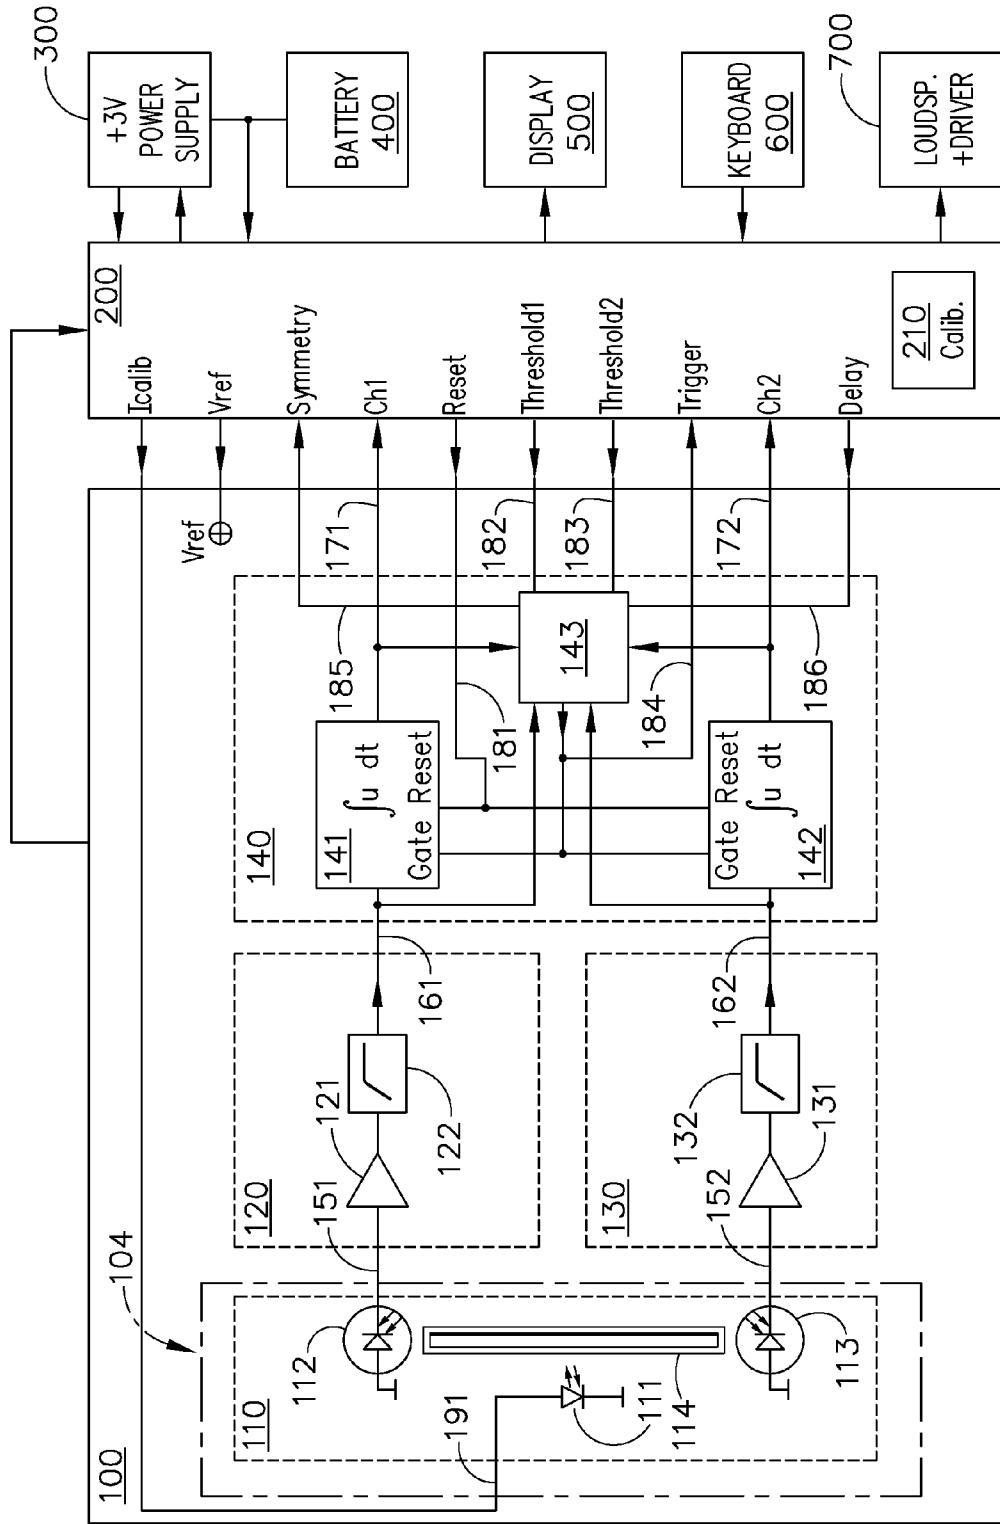 300
+3V
POWER
SUPPLY
BATTERY
400
DISPLAY
500
KEYBOARD
600
700
LOUDSP.
+DRIVER
200
Icalib
Vref
Symmetry
Ch1
Reset
Threshold1
Threshold2
Trigger
Ch2
Delay
210
Calib.
Vref
171
182
183
172
185
181
143
184
186
140
141
∫u dt
Gate Reset
Gate Reset
∫u dt
142
161
162
120
121
122
130
132
131
151
152
104
100
110
112
191
111
114
113